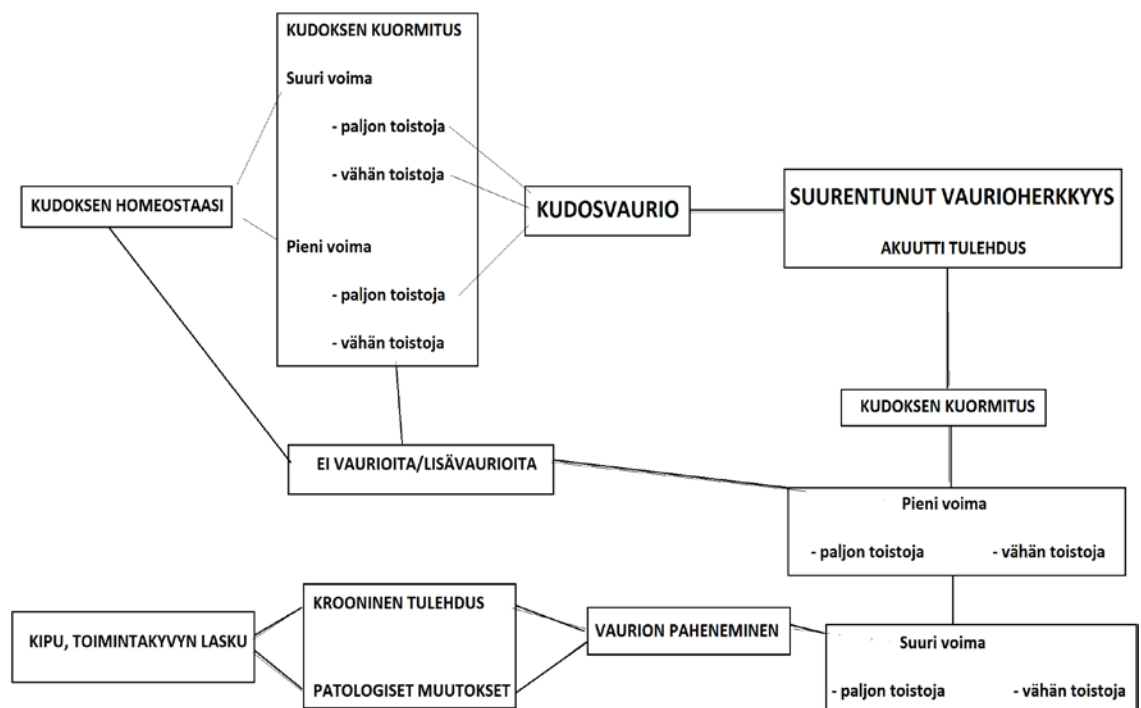 KUDOKSEN KUORMITUS
Suuri voima
- paljon toistoja
- vähän toistoja
Pieni voima
- paljon toistoja
- vähän toistoja
KUDOKSEN HOMEOSTAASI
KUDOSVAURIO
SUURENTUNUT VAURIOHERKKYYS
AKUUTTI TULEHDUS
KUDOKSEN KUORMITUS
EI VAURIOITA/LISÄVAURIOITA
Pieni voima
- paljon toistoja - vähän toistoja
KROONINEN TULEHDUS
PATOLOGISET MUUTOKSET
KIPU, TOIMINTAKYVYN LASKU
VAURION PAHENEMINEN
Suuri voima
- paljon toistoja - vähän toistoja